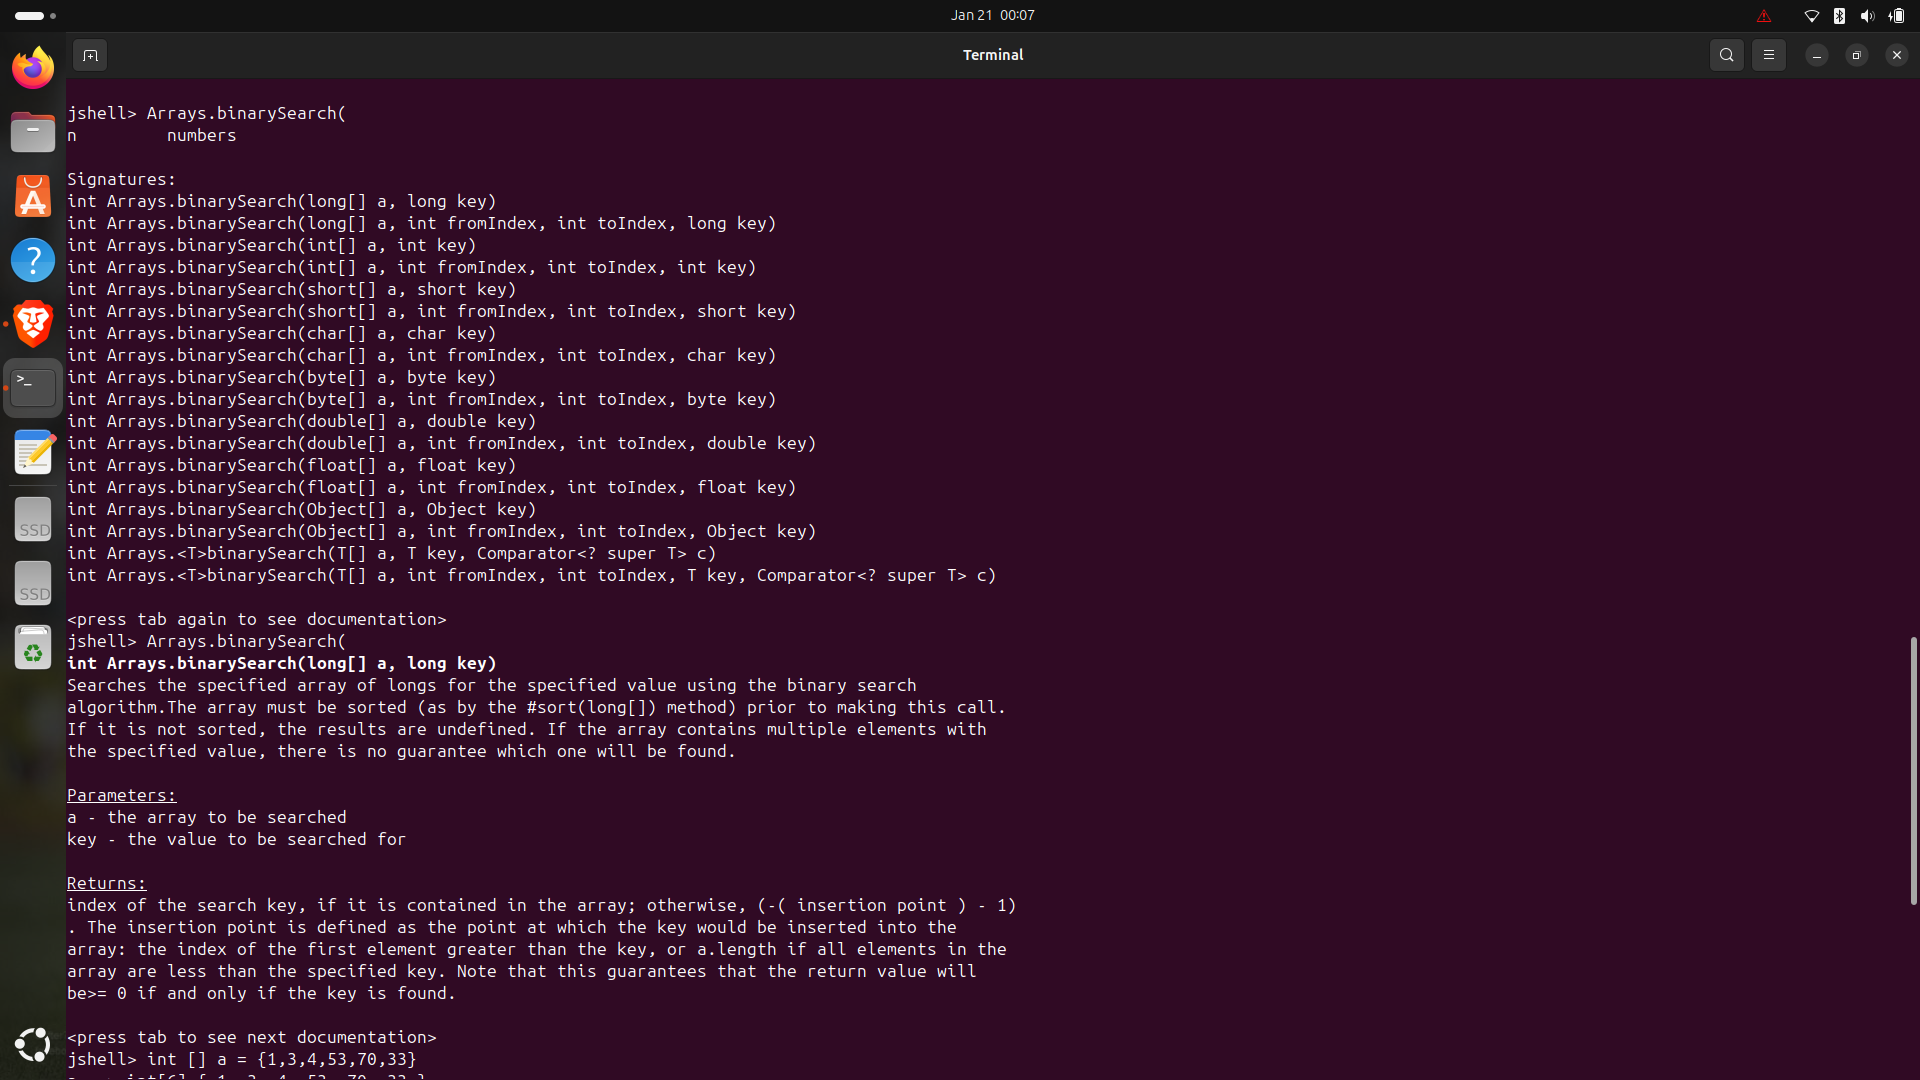 Jan 21 00:07
Terminal
jshell> Arrays.binarySearch(
n numbers
Signatures:
int Arrays.binarySearch(long[] a, long key)
int Arrays.binarySearch(long[] a, int fromIndex, int toIndex, long key)
int Arrays.binarySearch(int[] a, int key)
int Arrays.binarySearch(int[] a, int fromIndex, int toIndex, int key)
int Arrays.binarySearch(short[] a, short key)
int Arrays.binarySearch(short[] a, int fromIndex, int toIndex, short key)
int Arrays.binarySearch(char[] a, char key)
int Arrays.binarySearch(char[] a, int fromIndex, int toIndex, char key)
int Arrays.binarySearch(byte[] a, byte key)
int Arrays.binarySearch(byte[] a, int fromIndex, int toIndex, byte key)
int Arrays.binarySearch(double[] a, double key)
int Arrays.binarySearch(double[] a, int fromIndex, int toIndex, double key)
int Arrays.binarySearch(float[] a, float key)
int Arrays.binarySearch(float[] a, int fromIndex, int toIndex, float key)
int Arrays.binarySearch(Object[] a, Object key)
int Arrays.binarySearch(Object[] a, int fromIndex, int toIndex, Object key)
int Arrays.<T>binarySearch(T[] a, T key, Comparator<? super T> c)
int Arrays.<T>binarySearch(T[] a, int fromIndex, int toIndex, T key, Comparator<? super T> c)
<press tab again to see documentation>
jshell> Arrays.binarySearch(
int Arrays.binarySearch(long[] a, long key)
Searches the specified array of longs for the specified value using the binary search
algorithm.The array must be sorted (as by the #sort(long[]) method) prior to making this call.
If it is not sorted, the results are undefined. If the array contains multiple elements with
the specified value, there is no guarantee which one will be found.
Parameters:
a - the array to be searched
key - the value to be searched for
Returns:
index of the search key, if it is contained in the array; otherwise, (-( insertion point ) - 1)
. The insertion point is defined as the point at which the key would be inserted into the
array: the index of the first element greater than the key, or a.length if all elements in the
array are less than the specified key. Note that this guarantees that the return value will
be>= 0 if and only if the key is found.
<press tab to see next documentation>
jshell> int [] a = {1,3,4,53,70,33}
SSD
SSD